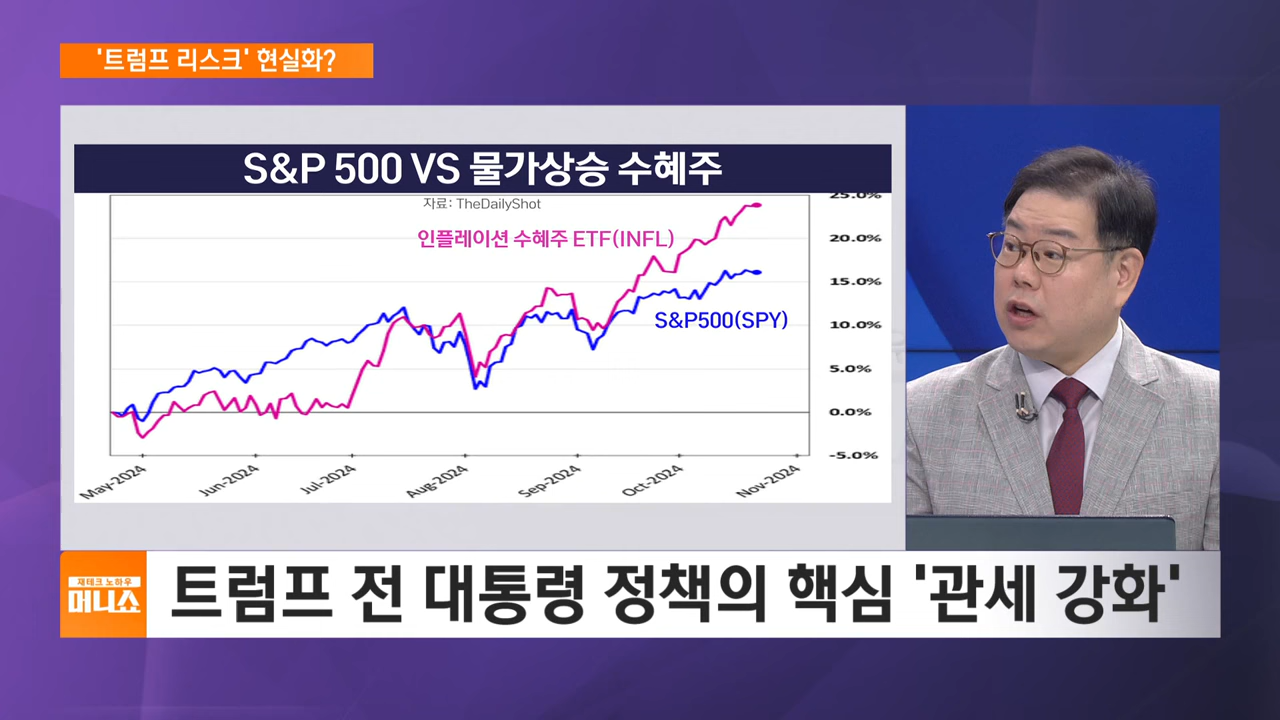 '트럼프 리스크' 현실화?
S&P 500 VS 물가상승 수혜주
자료: TheDailyShot
인플레이션 수혜주 ETF(INFL)
S&P500(SPY)
25.0%
20.0%
15.0%
10.0%
5.0%
0.0%
-5.0%
May-2024
Jun-2024
Jul-2024
Aug-2024
Sep-2024
Oct-2024
Nov-2024
재테크 노하우
머니쇼
트럼프 전 대통령 정책의 핵심 '관세 강화'